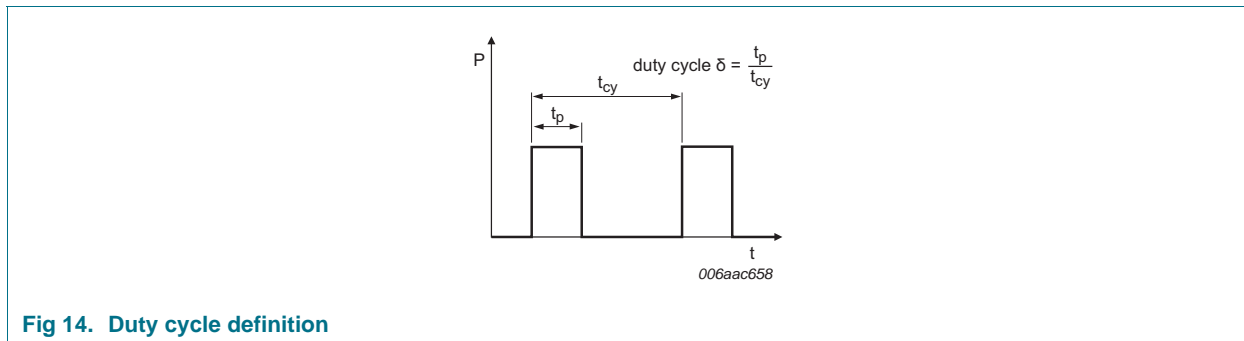 P
duty cycle δ = tp / tcy
tcy
tp
t
006aac658
Fig 14. Duty cycle definition